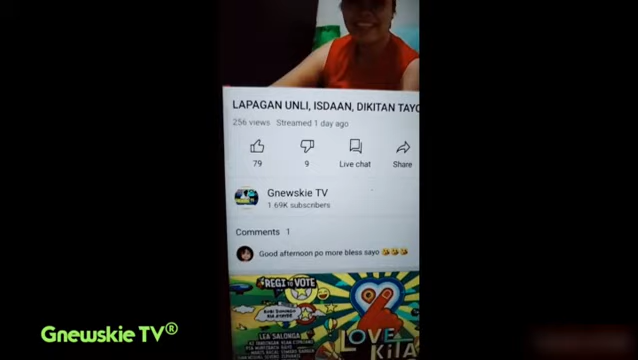 LAPAGAN UNLI, ISDAAN, DIKITAN TAYO
256 views Streamed 1 day ago
79
9
Live chat
Share
Gnewskie TV
1.69K subscribers
Comments 1
Good afternoon po more bless sayo 😘😘😘
REGI TO VOTE
LEA SALONGA
LOVE
KiTA
Gnewskie TV®